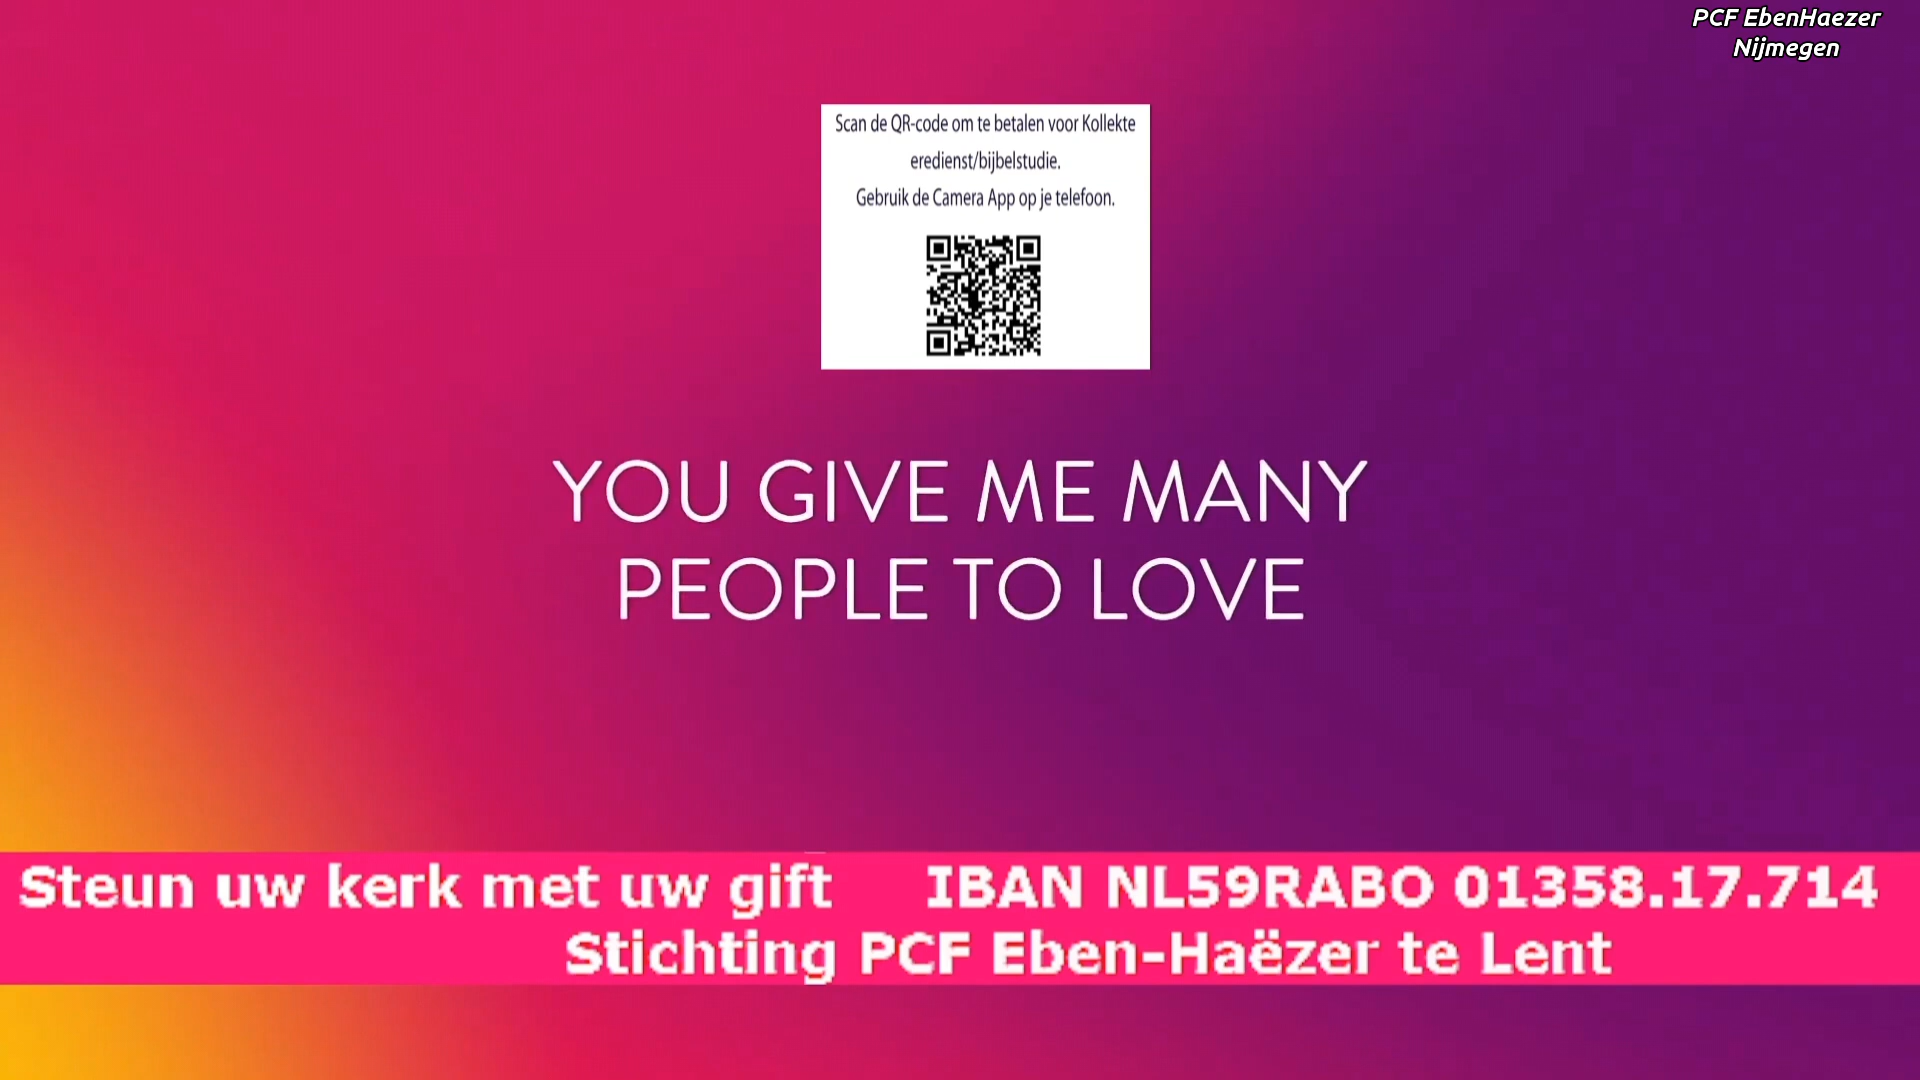 PCF EbenHaezer
Nijmegen
Scan de QR-code om te betalen voor Kollekte
eredienst/bijbelstudie.
Gebruik de Camera App op je telefoon.
YOU GIVE ME MANY
PEOPLE TO LOVE
Steun uw kerk met uw gift IBAN NL59RABO 01358.17.714
Stichting PCF Eben-Haëzer te Lent